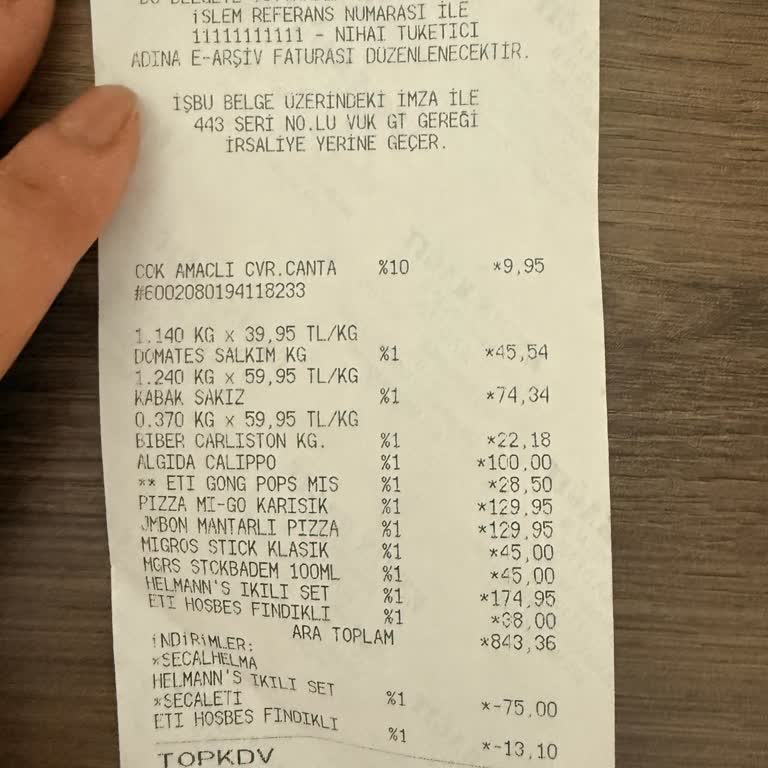 İSLEM REFERANS NUMARASI İLE
11111111111 - NIHAI TUKETICI
ADINA E-ARŞİV FATURASI DÜZENLENECEKTİR.
İŞBU BELGE ÜZERİNDEKİ İMZA İLE
443 SERİ NO.LU VUK GT GEREĞİ
İRSALİYE YERİNE GEÇER.
COK AMACLI CVR.CANTA %10 *9,95
#6002080194118233
1.140 KG x 39,95 TL/KG
DOMATES SALKIM KG %1 *45,54
1.240 KG x 59,95 TL/KG
KABAK SAKIZ %1 *74,34
0.370 KG x 59,95 TL/KG
BIBER CARLISTON KG. %1 *22,18
ALGIDA CALIPPO %1 *100,00
** ETI GONG POPS MIS %1 *28,50
PIZZA MI-GO KARISIK %1 *129,95
JMBON MANTARLI PIZZA %1 *129,95
MIGROS STICK KLASIK %1 *45,00
MGRS STCKBADEM 100ML %1 *45,00
HELMANN'S IKILI SET %1 *174,95
ETI HOSBES FINDIKLI %1 *38,00
ARA TOPLAM *843,36
İNDİRİMLER:
*SECALHELMA
HELMANN'S IKILI SET %1 *-75,00
*SECALETI
ETI HOSBES FINDIKLI %1 *-13,10
TOPKDV